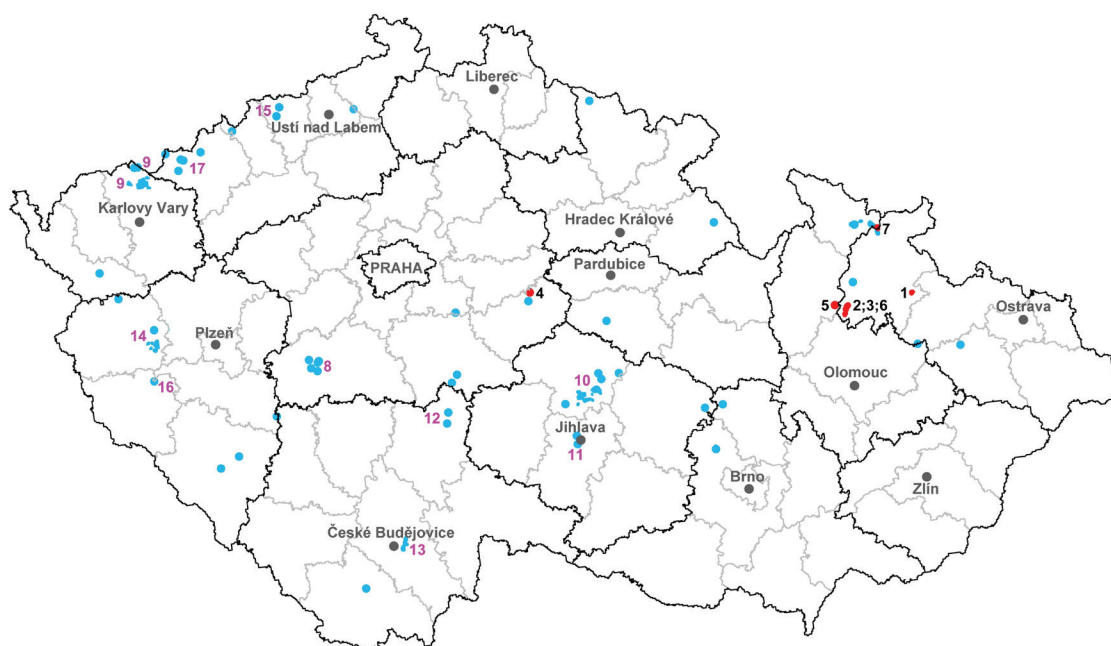 Liberec
15
Ustí nad Labem
9
17
9
Karlovy Vary
Hradec Králové
7
PRAHA
Pardubice
4
1
5
2;3;6
Ostrava
14
Plzeň
8
Olomouc
16
10
12
Jihlava
11
Brno
Zlín
České Budějovice
13